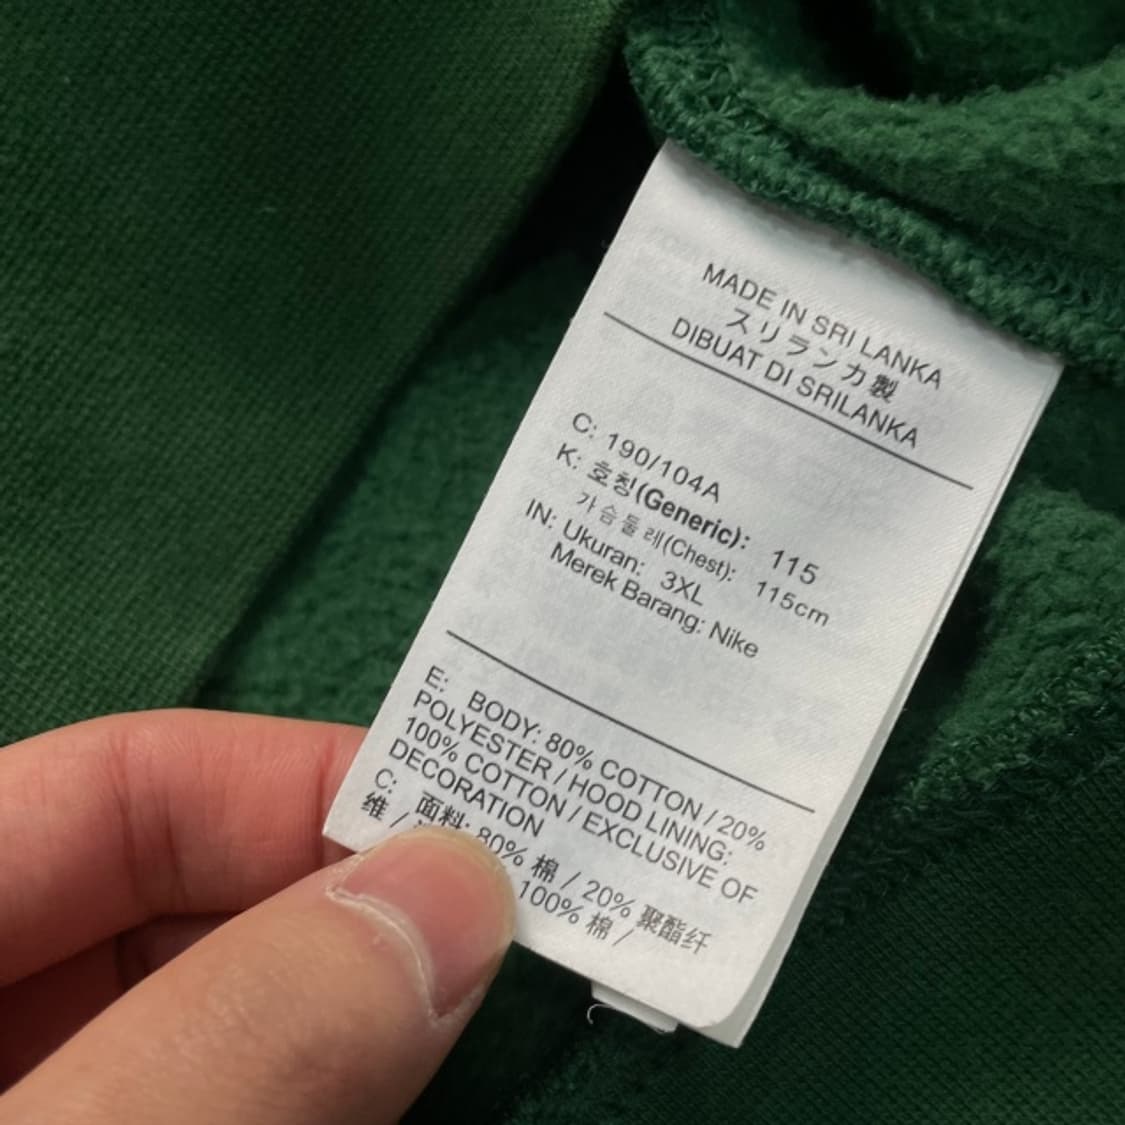 MADE IN SRI LANKA
スリランカ製
DIBUAT DI SRILANKA
C: 190/104A
K: 호칭(Generic): 115
가슴둘레(Chest): 115cm
IN: Ukuran: 3XL
Merek Barang: Nike
E: BODY: 80% COTTON / 20%
POLYESTER / HOOD LINING:
100% COTTON / EXCLUSIVE OF
DECORATION
C: 面料: 80% 棉 / 20% 聚酯纤
维 / 100% 棉 /